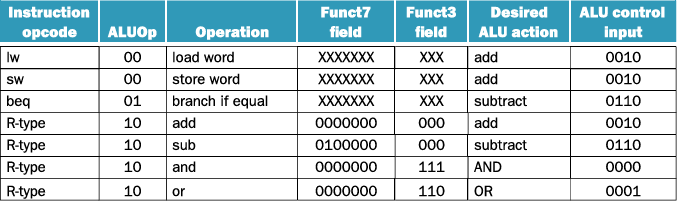 Instruction opcode ALUOp Operation Funct7 field Funct3 field Desired ALU action ALU control input
lw 00 load word XXXXXXX XXX add 0010
sw 00 store word XXXXXXX XXX add 0010
beq 01 branch if equal XXXXXXX XXX subtract 0110
R-type 10 add 0000000 000 add 0010
R-type 10 sub 0100000 000 subtract 0110
R-type 10 and 0000000 111 AND 0000
R-type 10 or 0000000 110 OR 0001